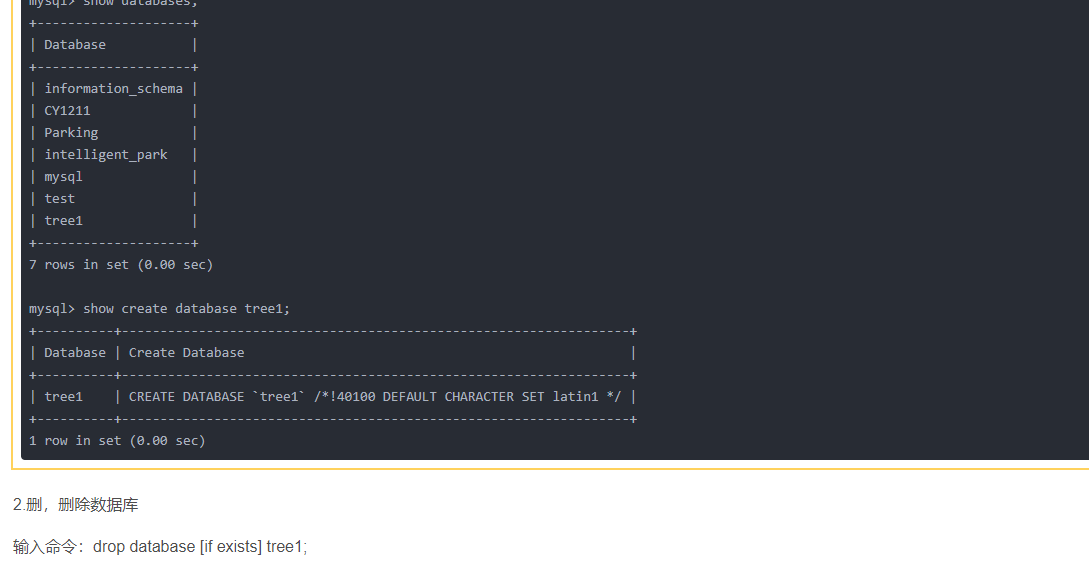 mysql> show databases;
+--------------------+
| Database           |
+--------------------+
| information_schema |
| CY1211             |
| Parking            |
| intelligent_park   |
| mysql              |
| test               |
| tree1              |
+--------------------+
7 rows in set (0.00 sec)
mysql> show create database tree1;
+----------+------------------------------------------------------------------+
| Database | Create Database                                                  |
+----------+------------------------------------------------------------------+
| tree1    | CREATE DATABASE `tree1` /*!40100 DEFAULT CHARACTER SET latin1 */ |
+----------+------------------------------------------------------------------+
1 row in set (0.00 sec)
2.删，删除数据库
输入命令：drop database [if exists] tree1;